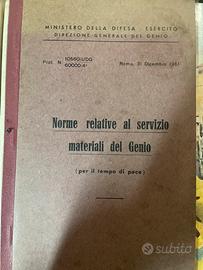 MINISTERO DELLA DIFESA - ESERCITO
DIREZIONE GENERALE DEL GENIO
Prot. N.
Roma, 31 Dicembre
Norme relative al servizio
materiali del Genio
(per il tempo di pace)
subito